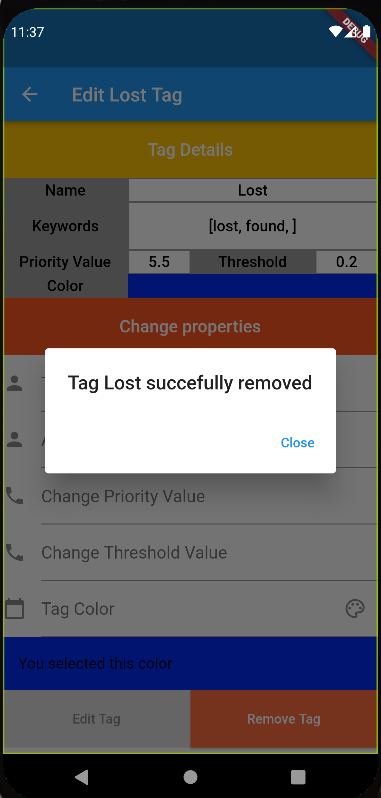 11:37
DEBUG
Edit Lost Tag
Tag Details
Name Lost
Keywords [lost, found, ]
Priority Value 5.5 Threshold 0.2
Color
Change properties
Tag Lost succefully removed
Close
Change Priority Value
Change Threshold Value
Tag Color
You selected this color
Edit Tag Remove Tag